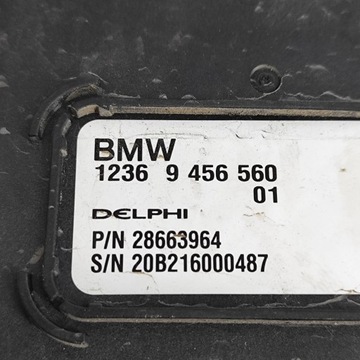 BMW
1236 9 456 560
01
DELPHI
P/N 28663964
S/N 20B216000487